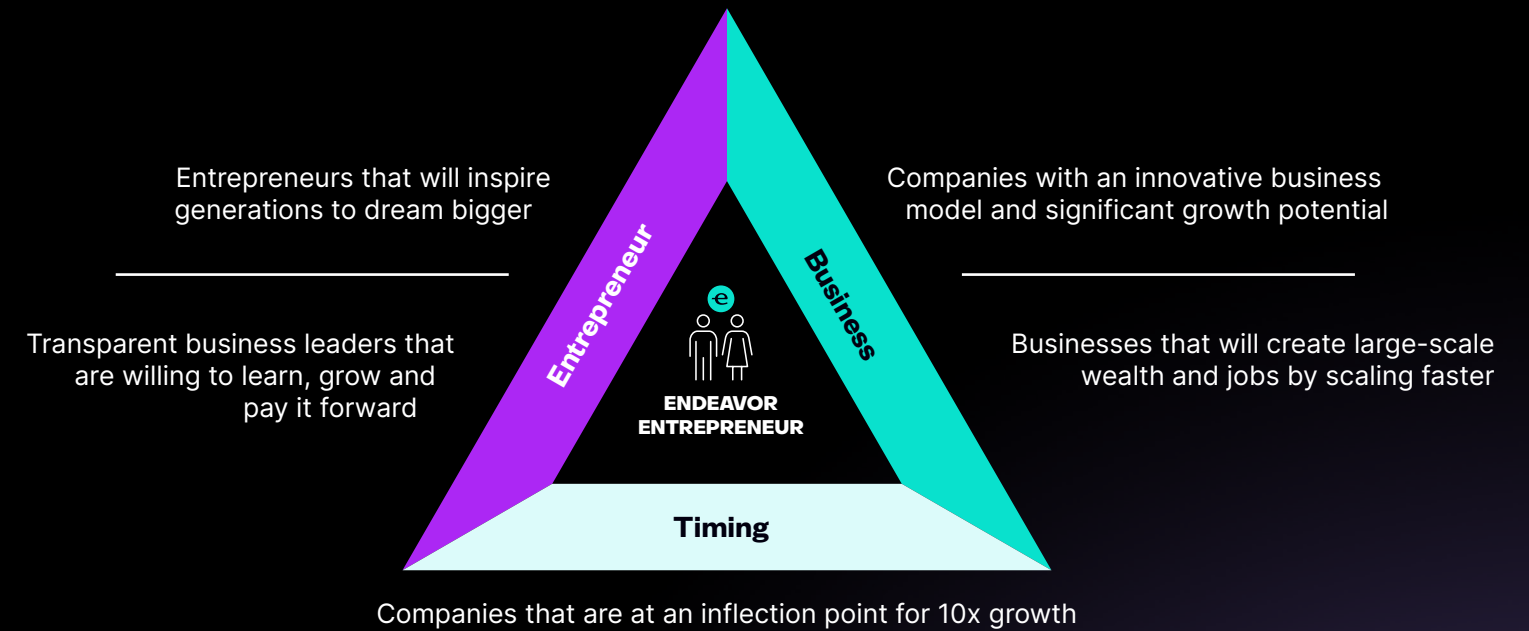 Entrepreneurs that will inspire
generations to dream bigger
Transparent business leaders that
are willing to learn, grow and
pay it forward
Entrepreneur
Business
e
ENDEAVOR
ENTREPRENEUR
Timing
Companies with an innovative business
model and significant growth potential
Businesses that will create large-scale
wealth and jobs by scaling faster
Companies that are at an inflection point for 10x growth